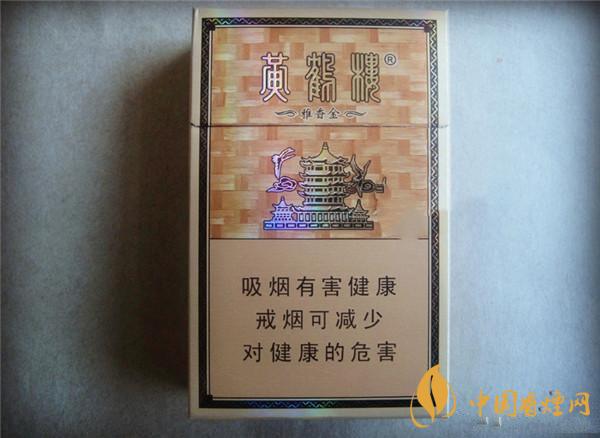 黄鹤楼®
雅香金
吸烟有害健康
戒烟可减少
对健康的危害
中国香烟网